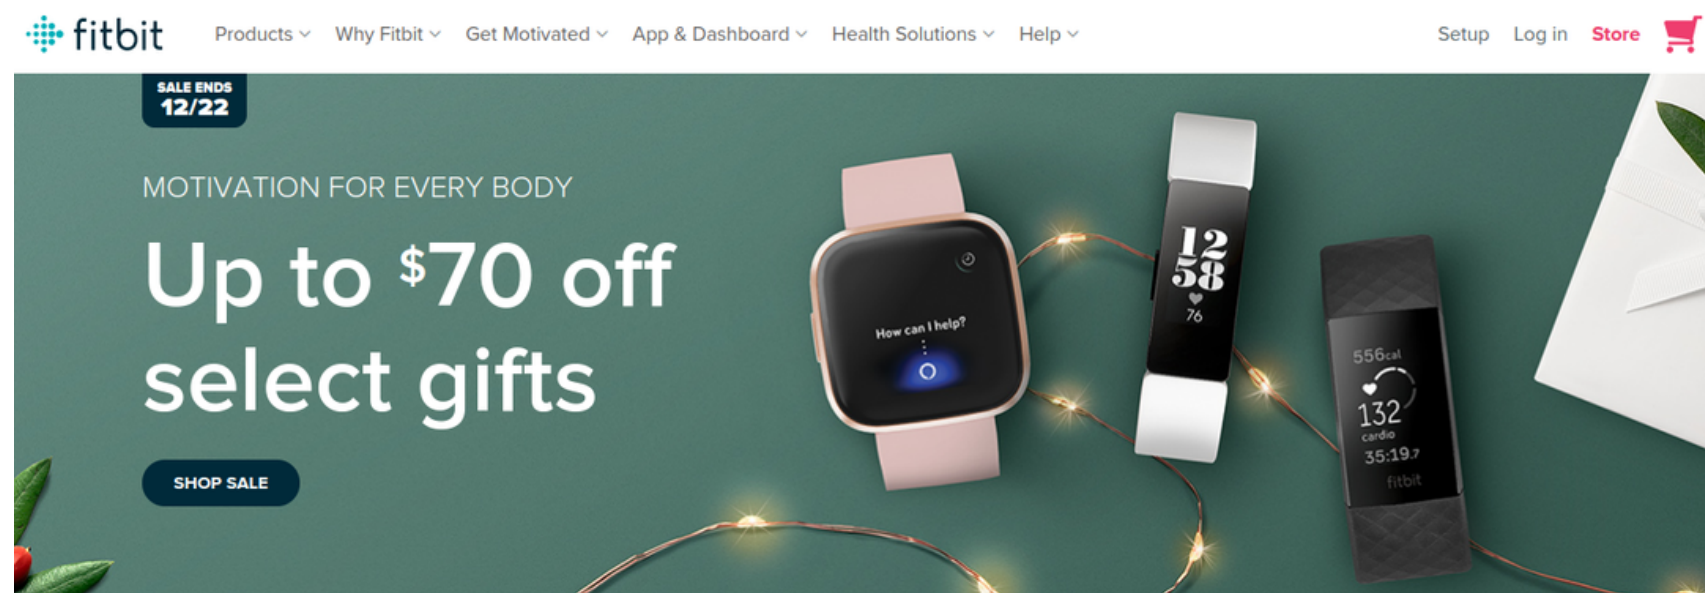 fitbit
Products Why Fitbit Get Motivated App & Dashboard Health Solutions Help
Setup Log in Store
SALE ENDS
12/22
MOTIVATION FOR EVERY BODY
Up to $70 off
select gifts
SHOP SALE
How can I help?
12
58
76
556cal
132
cardio
35:19.7
fitbit